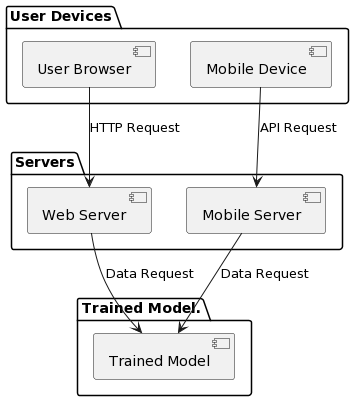 User Devices
User Browser
Mobile Device
HTTP Request
API Request
Servers
Web Server
Mobile Server
Data Request
Data Request
Trained Model.
Trained Model